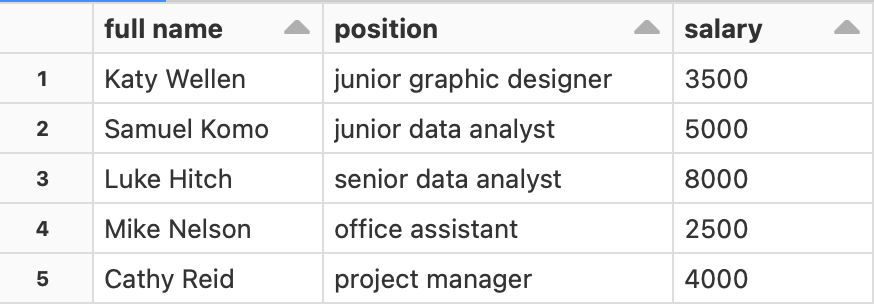 full name position salary
1 Katy Wellen junior graphic designer 3500
2 Samuel Komo junior data analyst 5000
3 Luke Hitch senior data analyst 8000
4 Mike Nelson office assistant 2500
5 Cathy Reid project manager 4000